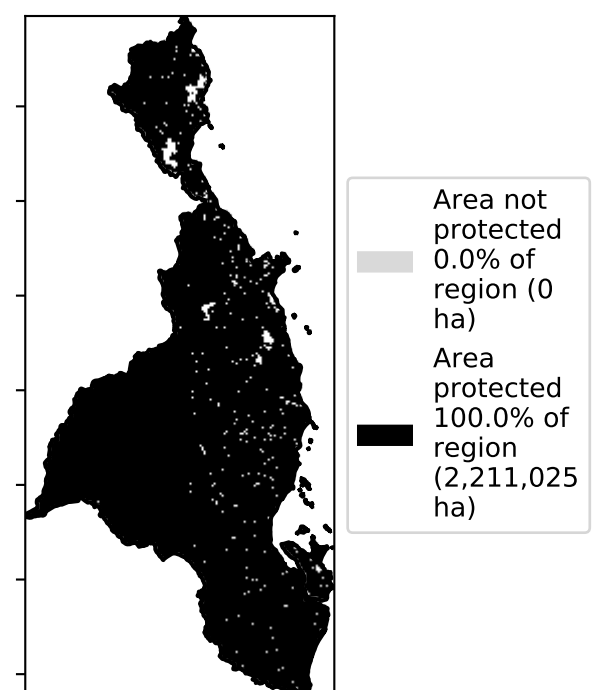 Area not
protected
0.0% of
region (0
ha)
Area
protected
100.0% of
region
(2,211,025
ha)